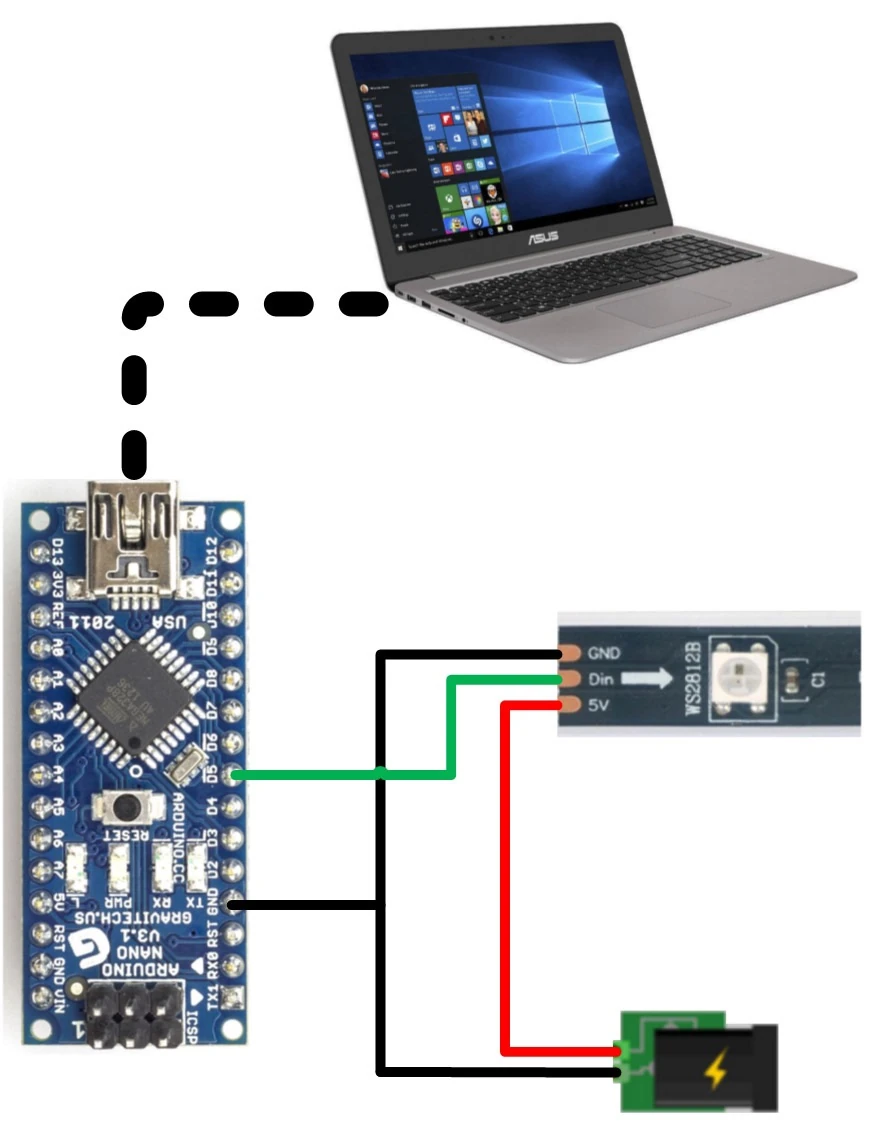 ASUS
D13
3V3
REF
A0
A1
A2
A3
A4
A5
A6
A7
5V
RST
GND
VIN
D12
D11
D8
D7
D6
D5
D4
D3
D2
GND
RST
RX0
TX1
USA
2011
RESET
ARDUINO.CC
TX
RX
PWR
L
GRAVITECH.US
ARDUINO
NANO
V3.1
ICSP
1
GND
Din
5V
WS2812B
C1